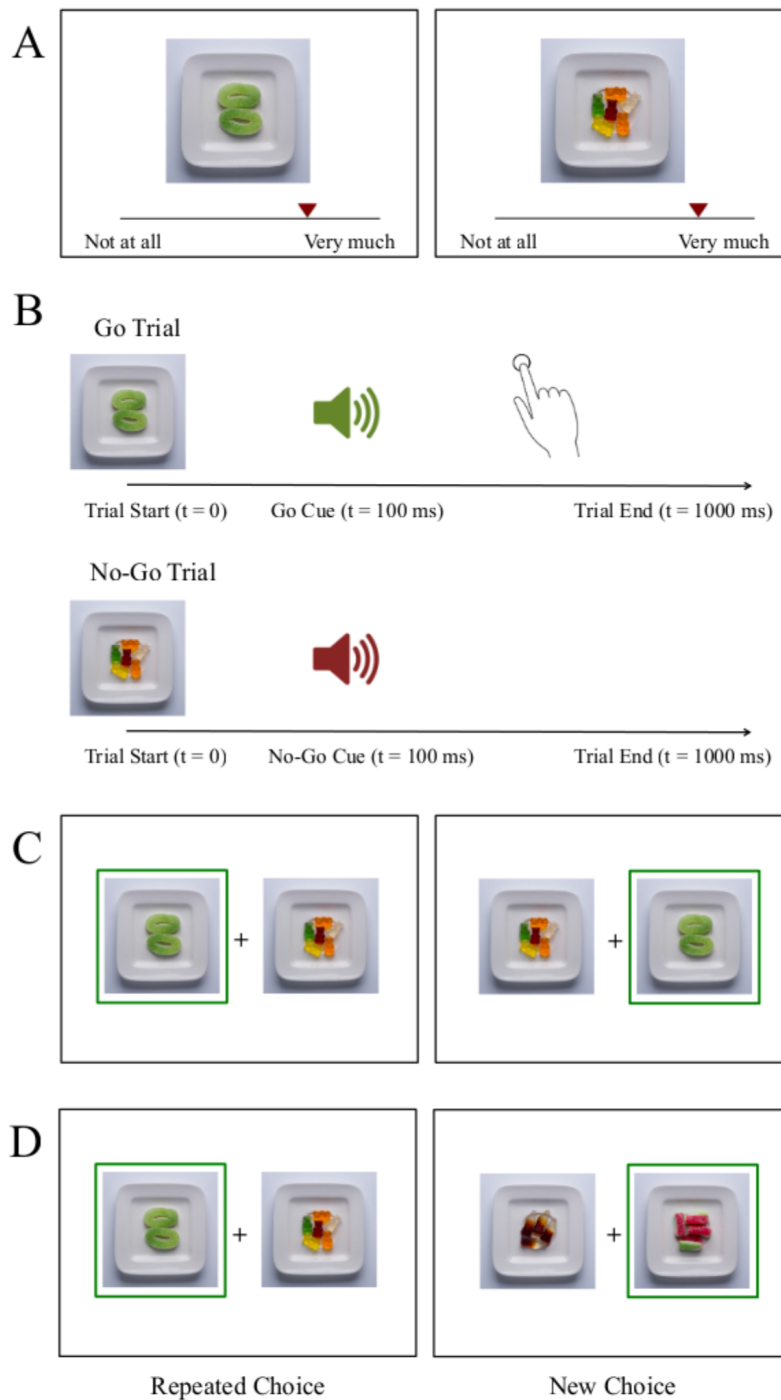 A
Not at all Very much
Not at all Very much
B
Go Trial
Trial Start (t = 0) Go Cue (t = 100 ms) Trial End (t = 1000 ms)
No-Go Trial
Trial Start (t = 0) No-Go Cue (t = 100 ms) Trial End (t = 1000 ms)
C
+
+
D
+
+
Repeated Choice New Choice